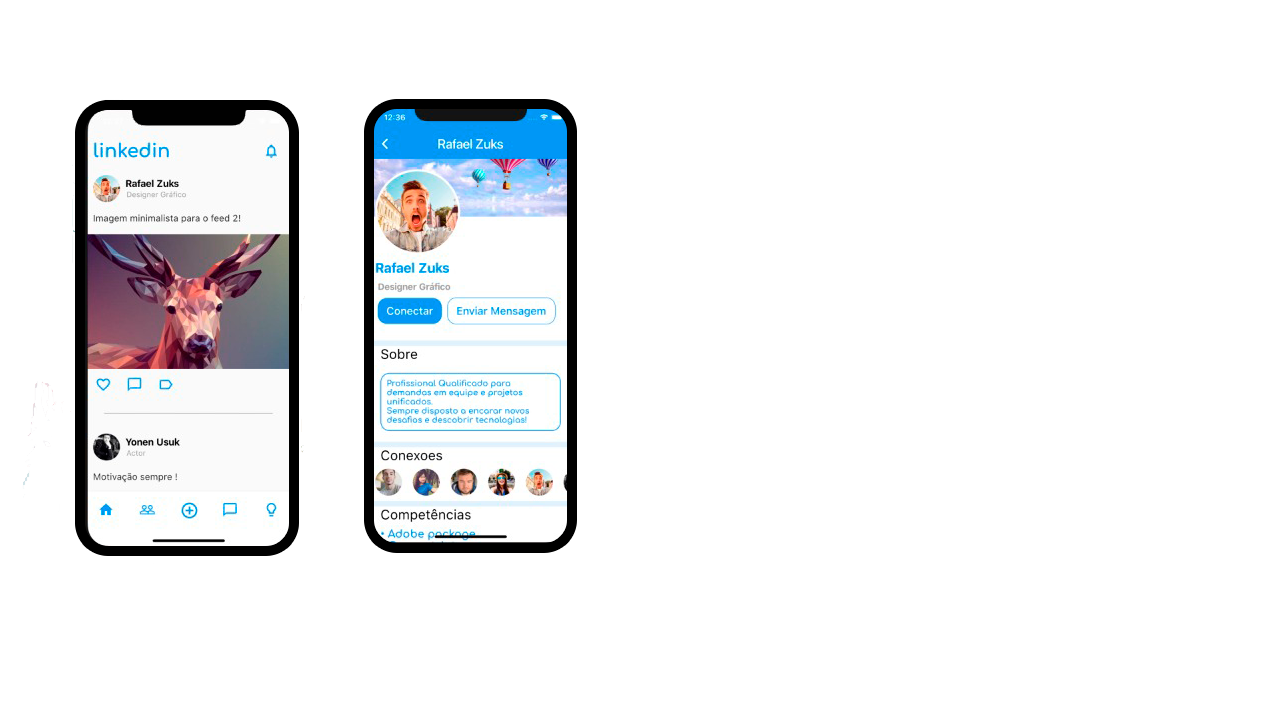 linkedin
Rafael Zuks
Designer Gráfico
Imagem minimalista para o feed 2!
Yonen Usuk
Actor
Motivação sempre !
12:36
Rafael Zuks
Rafael Zuks
Designer Gráfico
Conectar
Enviar Mensagem
Sobre
Profissional Qualificado para
demandas em equipe e projetos
unificados.
Sempre disposto a encarar novos
desafios e descobrir tecnologias!
Conexoes
Competências
• Adobe package